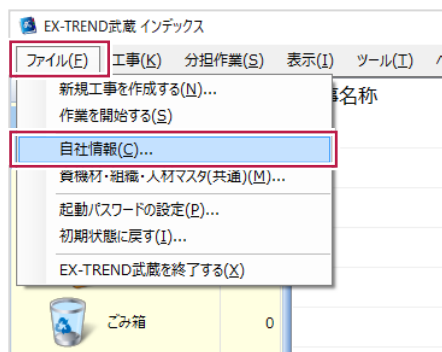 EX-TREND武蔵 インデックス
ファイル(F) 工事(K) 分担作業(S) 表示(I) ツール(T)
新規工事を作成する(N)...
名称
作業を開始する(S)
自社情報(C)...
資機材・組織・人材マスタ(共通)(M)...
起動パスワードの設定(P)...
初期状態に戻す(I)...
EX-TREND武蔵を終了する(X)
ごみ箱 0